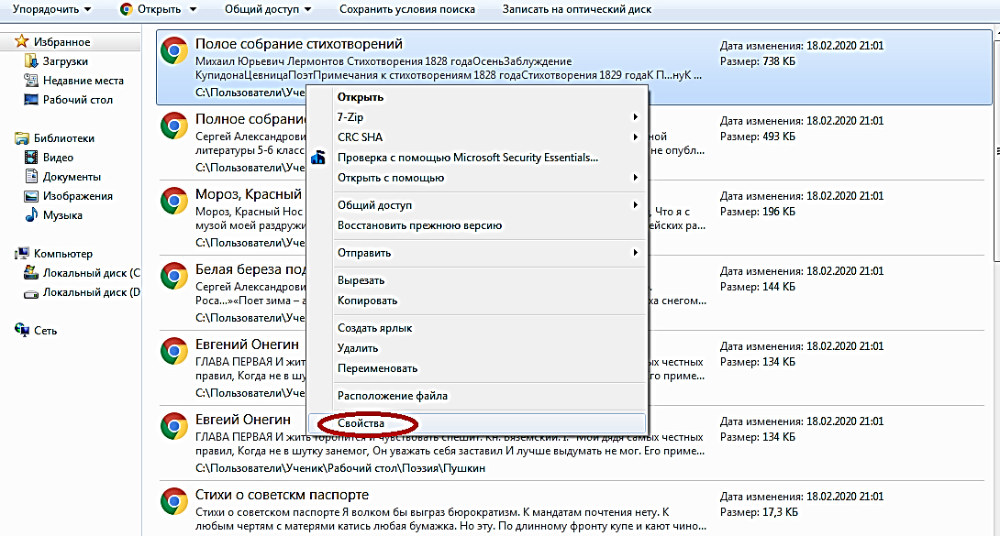 Упорядочить Открыть Общий доступ Сохранить условия поиска Записать на оптический диск
Избранное
Загрузки
Недавние места
Рабочий стол
Библиотеки
Видео
Документы
Изображения
Музыка
Компьютер
Локальный диск (C
Локальный диск (D
Сеть
Полое собрание стихотворений
Михаил Юрьевич Лермонтов Стихотворения 1828 годаОсеньЗаблуждение
КупидонаЦевницаПоэтПримечания к стихотворениям 1828 годаСтихотворения 1829 годаК П...нуК ...
C:\Пользователи\Уче
Дата изменения: 18.02.2020 21:01
Размер: 738 КБ
Полное собрание
Сергей Александрович
литературы 5-6 класс
C:\Пользователи\Уче
ной
не опубл...
Дата изменения: 18.02.2020 21:01
Размер: 493 КБ
Мороз, Красный
Мороз, Красный Нос
музой моей раздружи
C:\Пользователи\Уче
Что я с
ейских ра...
Дата изменения: 18.02.2020 21:01
Размер: 196 КБ
Белая береза под
Сергей Александрович
Роса...»«Поет зима – а
C:\Пользователи\Уче
ха снегом...
Дата изменения: 18.02.2020 21:01
Размер: 144 КБ
Евгений Онегин
ГЛАВА ПЕРВАЯ И жит
правил, Когда не в шу
C:\Пользователи\Учен
ых честных
го приме...
Дата изменения: 18.02.2020 21:01
Размер: 134 КБ
Евгеий Онегин
ГЛАВА ПЕРВАЯ И жить торопится и чувствовать спешит. Кн. Вяземский. I. "Мой дядя самых честных
правил, Когда не в шутку занемог, Он уважать себя заставил И лучше выдумать не мог. Его приме...
C:\Пользователи\Ученик\Рабочий стол\Поэзия\Пушкин
Дата изменения: 18.02.2020 21:01
Размер: 134 КБ
Стихи о советскм паспорте
Стихи о советском паспорте Я волком бы выграз бюрократизм. К мандатам почтения нету. К
любым чертям с матерями катись любая бумажка. Но эту. По длинному фронту купе и кают чино...
Дата изменения: 18.02.2020 21:01
Размер: 17,3 КБ
Открыть
7-Zip
CRC SHA
Проверка с помощью Microsoft Security Essentials...
Открыть с помощью
Общий доступ
Восстановить прежнюю версию
Отправить
Вырезать
Копировать
Создать ярлык
Удалить
Переименовать
Расположение файла
Свойства